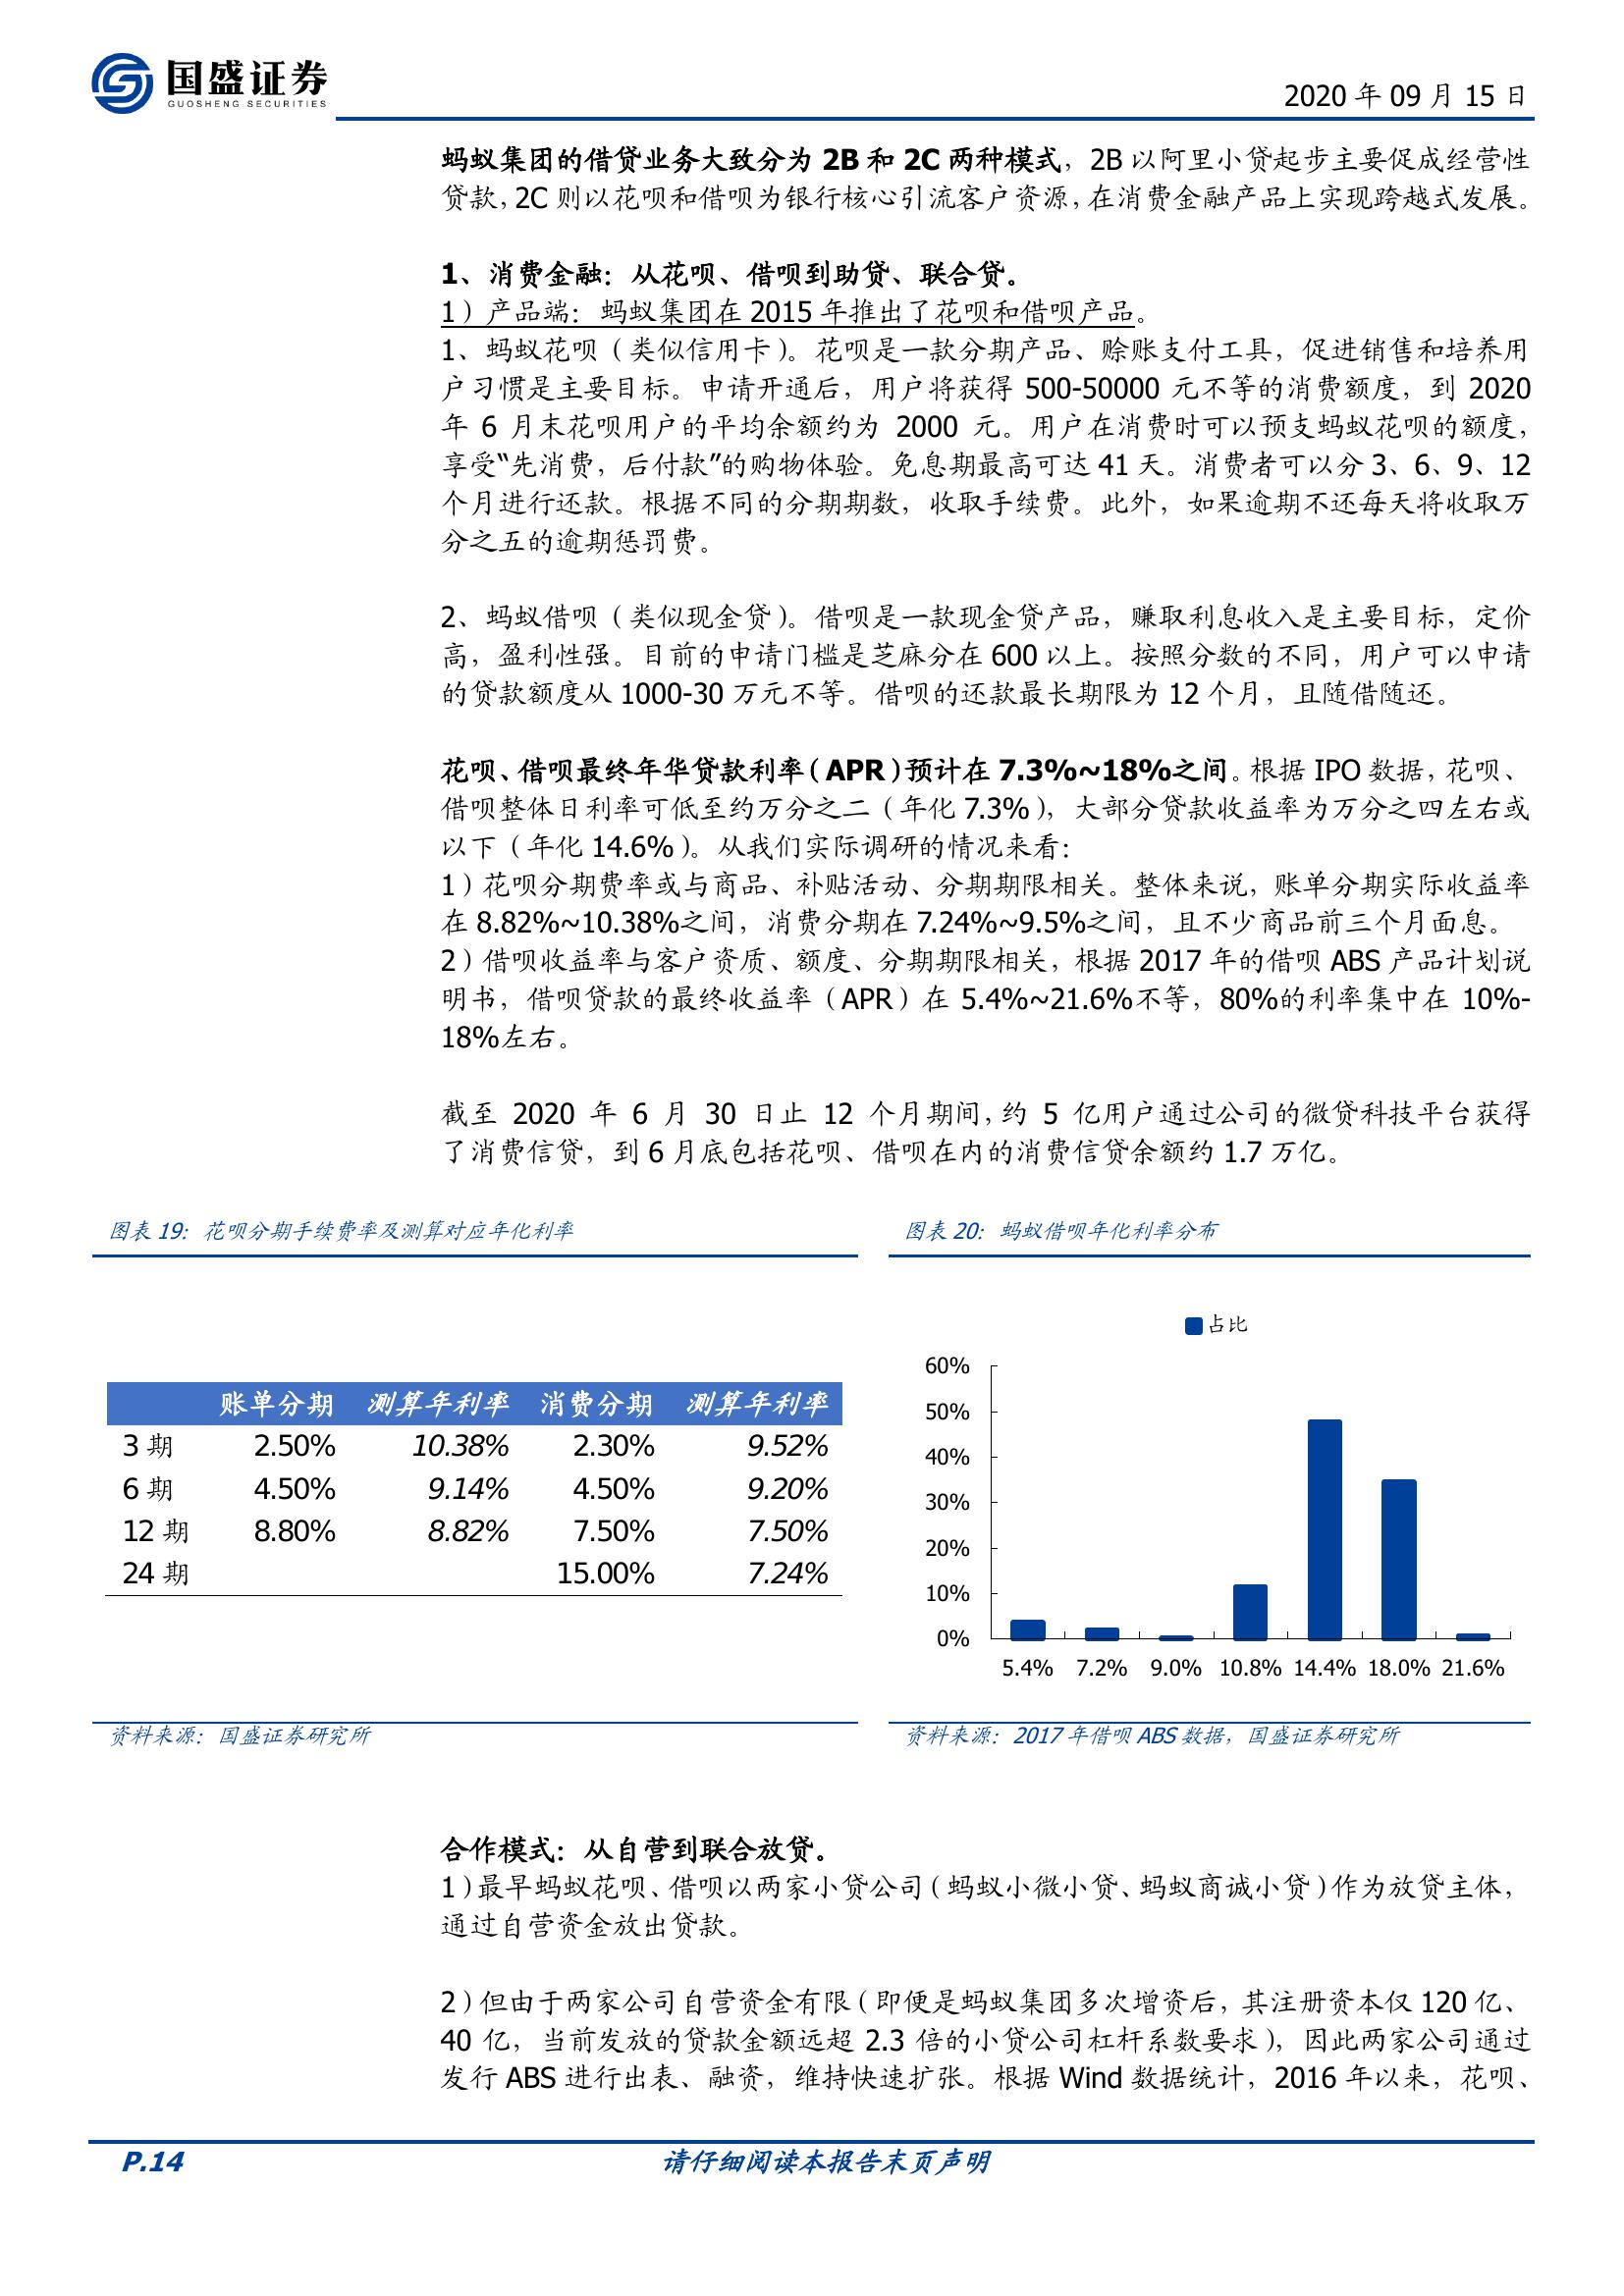 国盛证券
GUOSHENG SECURITIES
2020 年 09 月 15 日
蚂蚁集团的借贷业务大致分为 2B 和 2C 两种模式，2B 以阿里小贷起步主要促成经营性
贷款，2C 则以花呗和借呗为银行核心引流客户资源，在消费金融产品上实现跨越式发展。
1、消费金融：从花呗、借呗到助贷、联合贷。
1）产品端：蚂蚁集团在 2015 年推出了花呗和借呗产品。
1、蚂蚁花呗（类似信用卡）。花呗是一款分期产品、赊账支付工具，促进销售和培养用
户习惯是主要目标。申请开通后，用户将获得 500-50000 元不等的消费额度，到 2020
年 6 月末花呗用户的平均余额约为 2000 元。用户在消费时可以预支蚂蚁花呗的额度，
享受“先消费，后付款”的购物体验。免息期最高可达 41 天。消费者可以分 3、6、9、12
个月进行还款。根据不同的分期期数，收取手续费。此外，如果逾期不还每天将收取万
分之五的逾期惩罚费。
2、蚂蚁借呗（类似现金贷）。借呗是一款现金贷产品，赚取利息收入是主要目标，定价
高，盈利性强。目前的申请门槛是芝麻分在 600 以上。按照分数的不同，用户可以申请
的贷款额度从 1000-30 万元不等。借呗的还款最长期限为 12 个月，且随借随还。
花呗、借呗最终年华贷款利率（APR）预计在 7.3%~18%之间。根据 IPO 数据，花呗、
借呗整体日利率可低至约万分之二（年化 7.3%），大部分贷款收益率为万分之四左右或
以下（年化 14.6%）。从我们实际调研的情况来看：
1）花呗分期费率或与商品、补贴活动、分期期限相关。整体来说，账单分期实际收益率
在 8.82%~10.38%之间，消费分期在 7.24%~9.5%之间，且不少商品前三个月面息。
2）借呗收益率与客户资质、额度、分期期限相关，根据 2017 年的借呗 ABS 产品计划说
明书，借呗贷款的最终收益率（APR）在 5.4%~21.6%不等，80%的利率集中在 10%-
18%左右。
截至 2020 年 6 月 30 日止 12 个月期间，约 5 亿用户通过公司的微贷科技平台获得
了消费信贷，到 6 月底包括花呗、借呗在内的消费信贷余额约 1.7 万亿。
图表 19：花呗分期手续费率及测算对应年化利率
账单分期 测算年利率 消费分期 测算年利率
3 期 2.50% 10.38% 2.30% 9.52%
6 期 4.50% 9.14% 4.50% 9.20%
12 期 8.80% 8.82% 7.50% 7.50%
24 期 15.00% 7.24%
资料来源：国盛证券研究所
图表 20：蚂蚁借呗年化利率分布
占比
60%
50%
40%
30%
20%
10%
0%
5.4% 7.2% 9.0% 10.8% 14.4% 18.0% 21.6%
资料来源：2017 年借呗 ABS 数据，国盛证券研究所
合作模式：从自营到联合放贷。
1）最早蚂蚁花呗、借呗以两家小贷公司（蚂蚁小微小贷、蚂蚁商诚小贷）作为放贷主体，
通过自营资金放出贷款。
2）但由于两家公司自营资金有限（即便是蚂蚁集团多次增资后，其注册资本仅 120 亿、
40 亿，当前发放的贷款金额远超 2.3 倍的小贷公司杠杆系数要求），因此两家公司通过
发行 ABS 进行出表、融资，维持快速扩张。根据 Wind 数据统计，2016 年以来，花呗、
P.14
请仔细阅读本报告末页声明